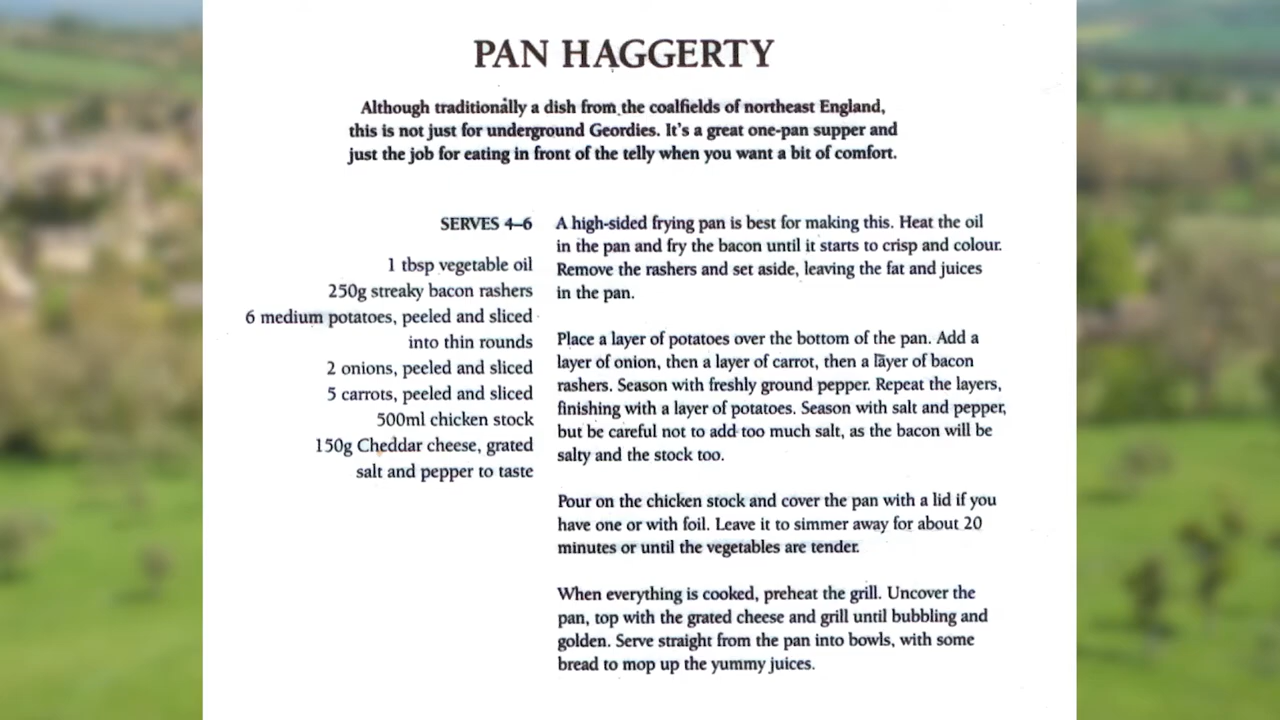 PAN HAGGERTY
Although traditionally a dish from the coalfields of northeast England,
this is not just for underground Geordies. It's a great one-pan supper and
just the job for eating in front of the telly when you want a bit of comfort.
SERVES 4–6
1 tbsp vegetable oil
250g streaky bacon rashers
6 medium potatoes, peeled and sliced
into thin rounds
2 onions, peeled and sliced
5 carrots, peeled and sliced
500ml chicken stock
150g Cheddar cheese, grated
salt and pepper to taste
A high-sided frying pan is best for making this. Heat the oil
in the pan and fry the bacon until it starts to crisp and colour.
Remove the rashers and set aside, leaving the fat and juices
in the pan.
Place a layer of potatoes over the bottom of the pan. Add a
layer of onion, then a layer of carrot, then a layer of bacon
rashers. Season with freshly ground pepper. Repeat the layers,
finishing with a layer of potatoes. Season with salt and pepper,
but be careful not to add too much salt, as the bacon will be
salty and the stock too.
Pour on the chicken stock and cover the pan with a lid if you
have one or with foil. Leave it to simmer away for about 20
minutes or until the vegetables are tender.
When everything is cooked, preheat the grill. Uncover the
pan, top with the grated cheese and grill until bubbling and
golden. Serve straight from the pan into bowls, with some
bread to mop up the yummy juices.